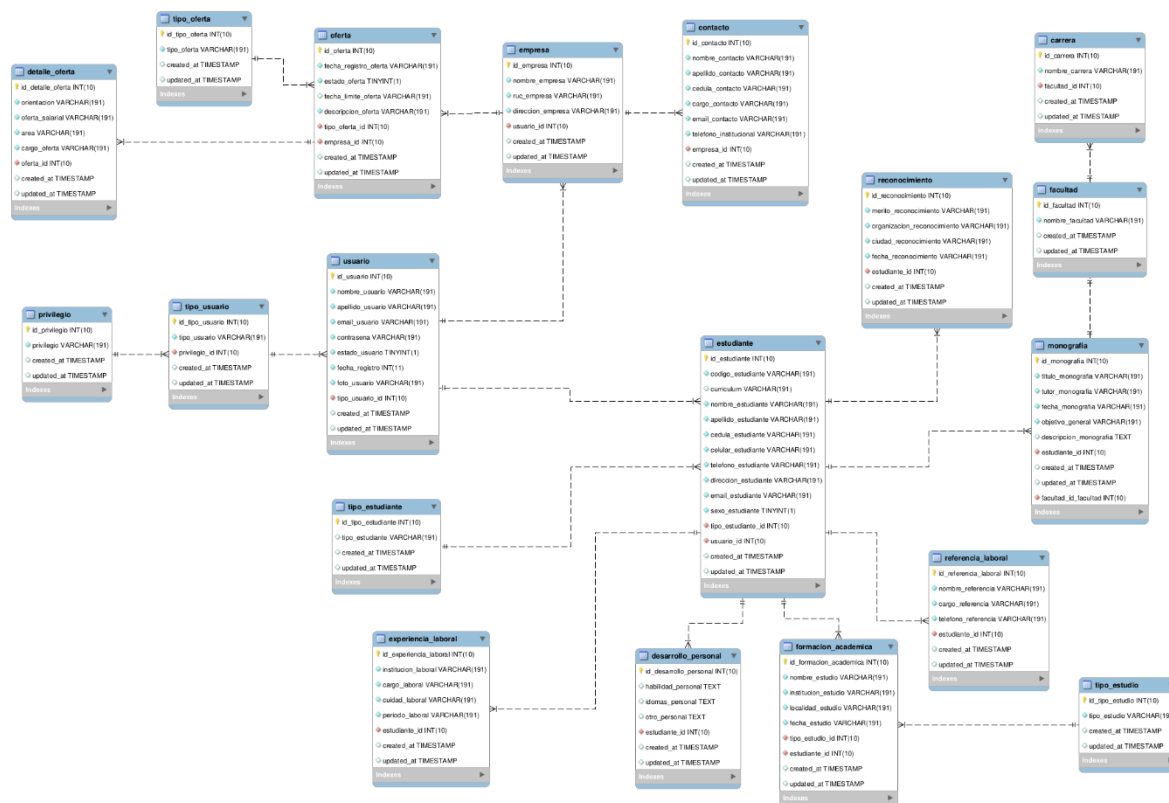 tipo_oferta
id_tipo_oferta INT(10)
tipo_oferta VARCHAR(191)
created_at TIMESTAMP
updated_at TIMESTAMP
Indexes
detalle_oferta
id_detalle_oferta INT(10)
orientacion VARCHAR(191)
oferta_salarial VARCHAR(191)
area VARCHAR(191)
cargo_oferta VARCHAR(191)
oferta_id INT(10)
created_at TIMESTAMP
updated_at TIMESTAMP
Indexes
oferta
id_oferta INT(10)
fecha_registro_oferta VARCHAR(191)
estado_oferta TINYINT(1)
fecha_limite_oferta VARCHAR(191)
descripcion_oferta VARCHAR(191)
tipo_oferta_id INT(10)
empresa_id INT(10)
created_at TIMESTAMP
updated_at TIMESTAMP
Indexes
empresa
id_empresa INT(10)
nombre_empresa VARCHAR(191)
ruc_empresa VARCHAR(191)
direccion_empresa VARCHAR(191)
usuario_id INT(10)
created_at TIMESTAMP
updated_at TIMESTAMP
Indexes
contacto
id_contacto INT(10)
nombre_contacto VARCHAR(191)
apellido_contacto VARCHAR(191)
cedula_contacto VARCHAR(191)
cargo_contacto VARCHAR(191)
email_contacto VARCHAR(191)
telefono_institucional VARCHAR(191)
empresa_id INT(10)
created_at TIMESTAMP
updated_at TIMESTAMP
Indexes
carrera
id_carrera INT(10)
nombre_carrera VARCHAR(191)
facultad_id INT(10)
created_at TIMESTAMP
updated_at TIMESTAMP
Indexes
reconocimiento
id_reconocimiento INT(10)
merito_reconocimiento VARCHAR(191)
organizacion_reconocimiento VARCHAR(191)
ciudad_reconocimiento VARCHAR(191)
fecha_reconocimiento VARCHAR(191)
estudiante_id INT(10)
created_at TIMESTAMP
updated_at TIMESTAMP
Indexes
facultad
id_facultad INT(10)
nombre_facultad VARCHAR(191)
created_at TIMESTAMP
updated_at TIMESTAMP
Indexes
privilegio
id_privilegio INT(10)
privilegio VARCHAR(191)
created_at TIMESTAMP
updated_at TIMESTAMP
Indexes
tipo_usuario
id_tipo_usuario INT(10)
tipo_usuario VARCHAR(191)
privilegio_id INT(10)
created_at TIMESTAMP
updated_at TIMESTAMP
Indexes
usuario
id_usuario INT(10)
nombre_usuario VARCHAR(191)
apellido_usuario VARCHAR(191)
email_usuario VARCHAR(191)
contrasena VARCHAR(191)
estado_usuario TINYINT(1)
fecha_registro INT(11)
foto_usuario VARCHAR(191)
tipo_usuario_id INT(10)
created_at TIMESTAMP
updated_at TIMESTAMP
Indexes
estudiante
id_estudiante INT(10)
codigo_estudiante VARCHAR(191)
curriculum VARCHAR(191)
nombre_estudiante VARCHAR(191)
apellido_estudiante VARCHAR(191)
cedula_estudiante VARCHAR(191)
celular_estudiante VARCHAR(191)
telefono_estudiante VARCHAR(191)
direccion_estudiante VARCHAR(191)
email_estudiante VARCHAR(191)
sexo_estudiante TINYINT(1)
tipo_estudiante_id INT(10)
usuario_id INT(10)
created_at TIMESTAMP
updated_at TIMESTAMP
Indexes
monografia
id_monografia INT(10)
titulo_monografia VARCHAR(191)
tutor_monografia VARCHAR(191)
fecha_monografia VARCHAR(191)
objetivo_general VARCHAR(191)
descripcion_monografia TEXT
estudiante_id INT(10)
created_at TIMESTAMP
updated_at TIMESTAMP
facultad_id_facultad INT(10)
Indexes
tipo_estudiante
id_tipo_estudiante INT(10)
tipo_estudiante VARCHAR(191)
created_at TIMESTAMP
updated_at TIMESTAMP
Indexes
referencia_laboral
id_referencia_laboral INT(10)
nombre_referencia VARCHAR(191)
cargo_referencia VARCHAR(191)
telefono_referencia VARCHAR(191)
estudiante_id INT(10)
created_at TIMESTAMP
updated_at TIMESTAMP
Indexes
experiencia_laboral
id_experiencia_laboral INT(10)
institucion_laboral VARCHAR(191)
cargo_laboral VARCHAR(191)
cuidad_laboral VARCHAR(191)
periodo_laboral VARCHAR(191)
estudiante_id INT(10)
created_at TIMESTAMP
updated_at TIMESTAMP
Indexes
desarrollo_personal
id_desarrollo_personal INT(10)
habilidad_personal TEXT
idiomas_personal TEXT
otro_personal TEXT
estudiante_id INT(10)
created_at TIMESTAMP
updated_at TIMESTAMP
Indexes
formacion_academica
id_formacion_academica INT(10)
nombre_estudio VARCHAR(191)
institucion_estudio VARCHAR(191)
localidad_estudio VARCHAR(191)
fecha_estudio VARCHAR(191)
tipo_estudio_id INT(10)
estudiante_id INT(10)
created_at TIMESTAMP
updated_at TIMESTAMP
Indexes
tipo_estudio
id_tipo_estudio INT(10)
tipo_estudio VARCHAR(19
created_at TIMESTAMP
updated_at TIMESTAMP
Indexes